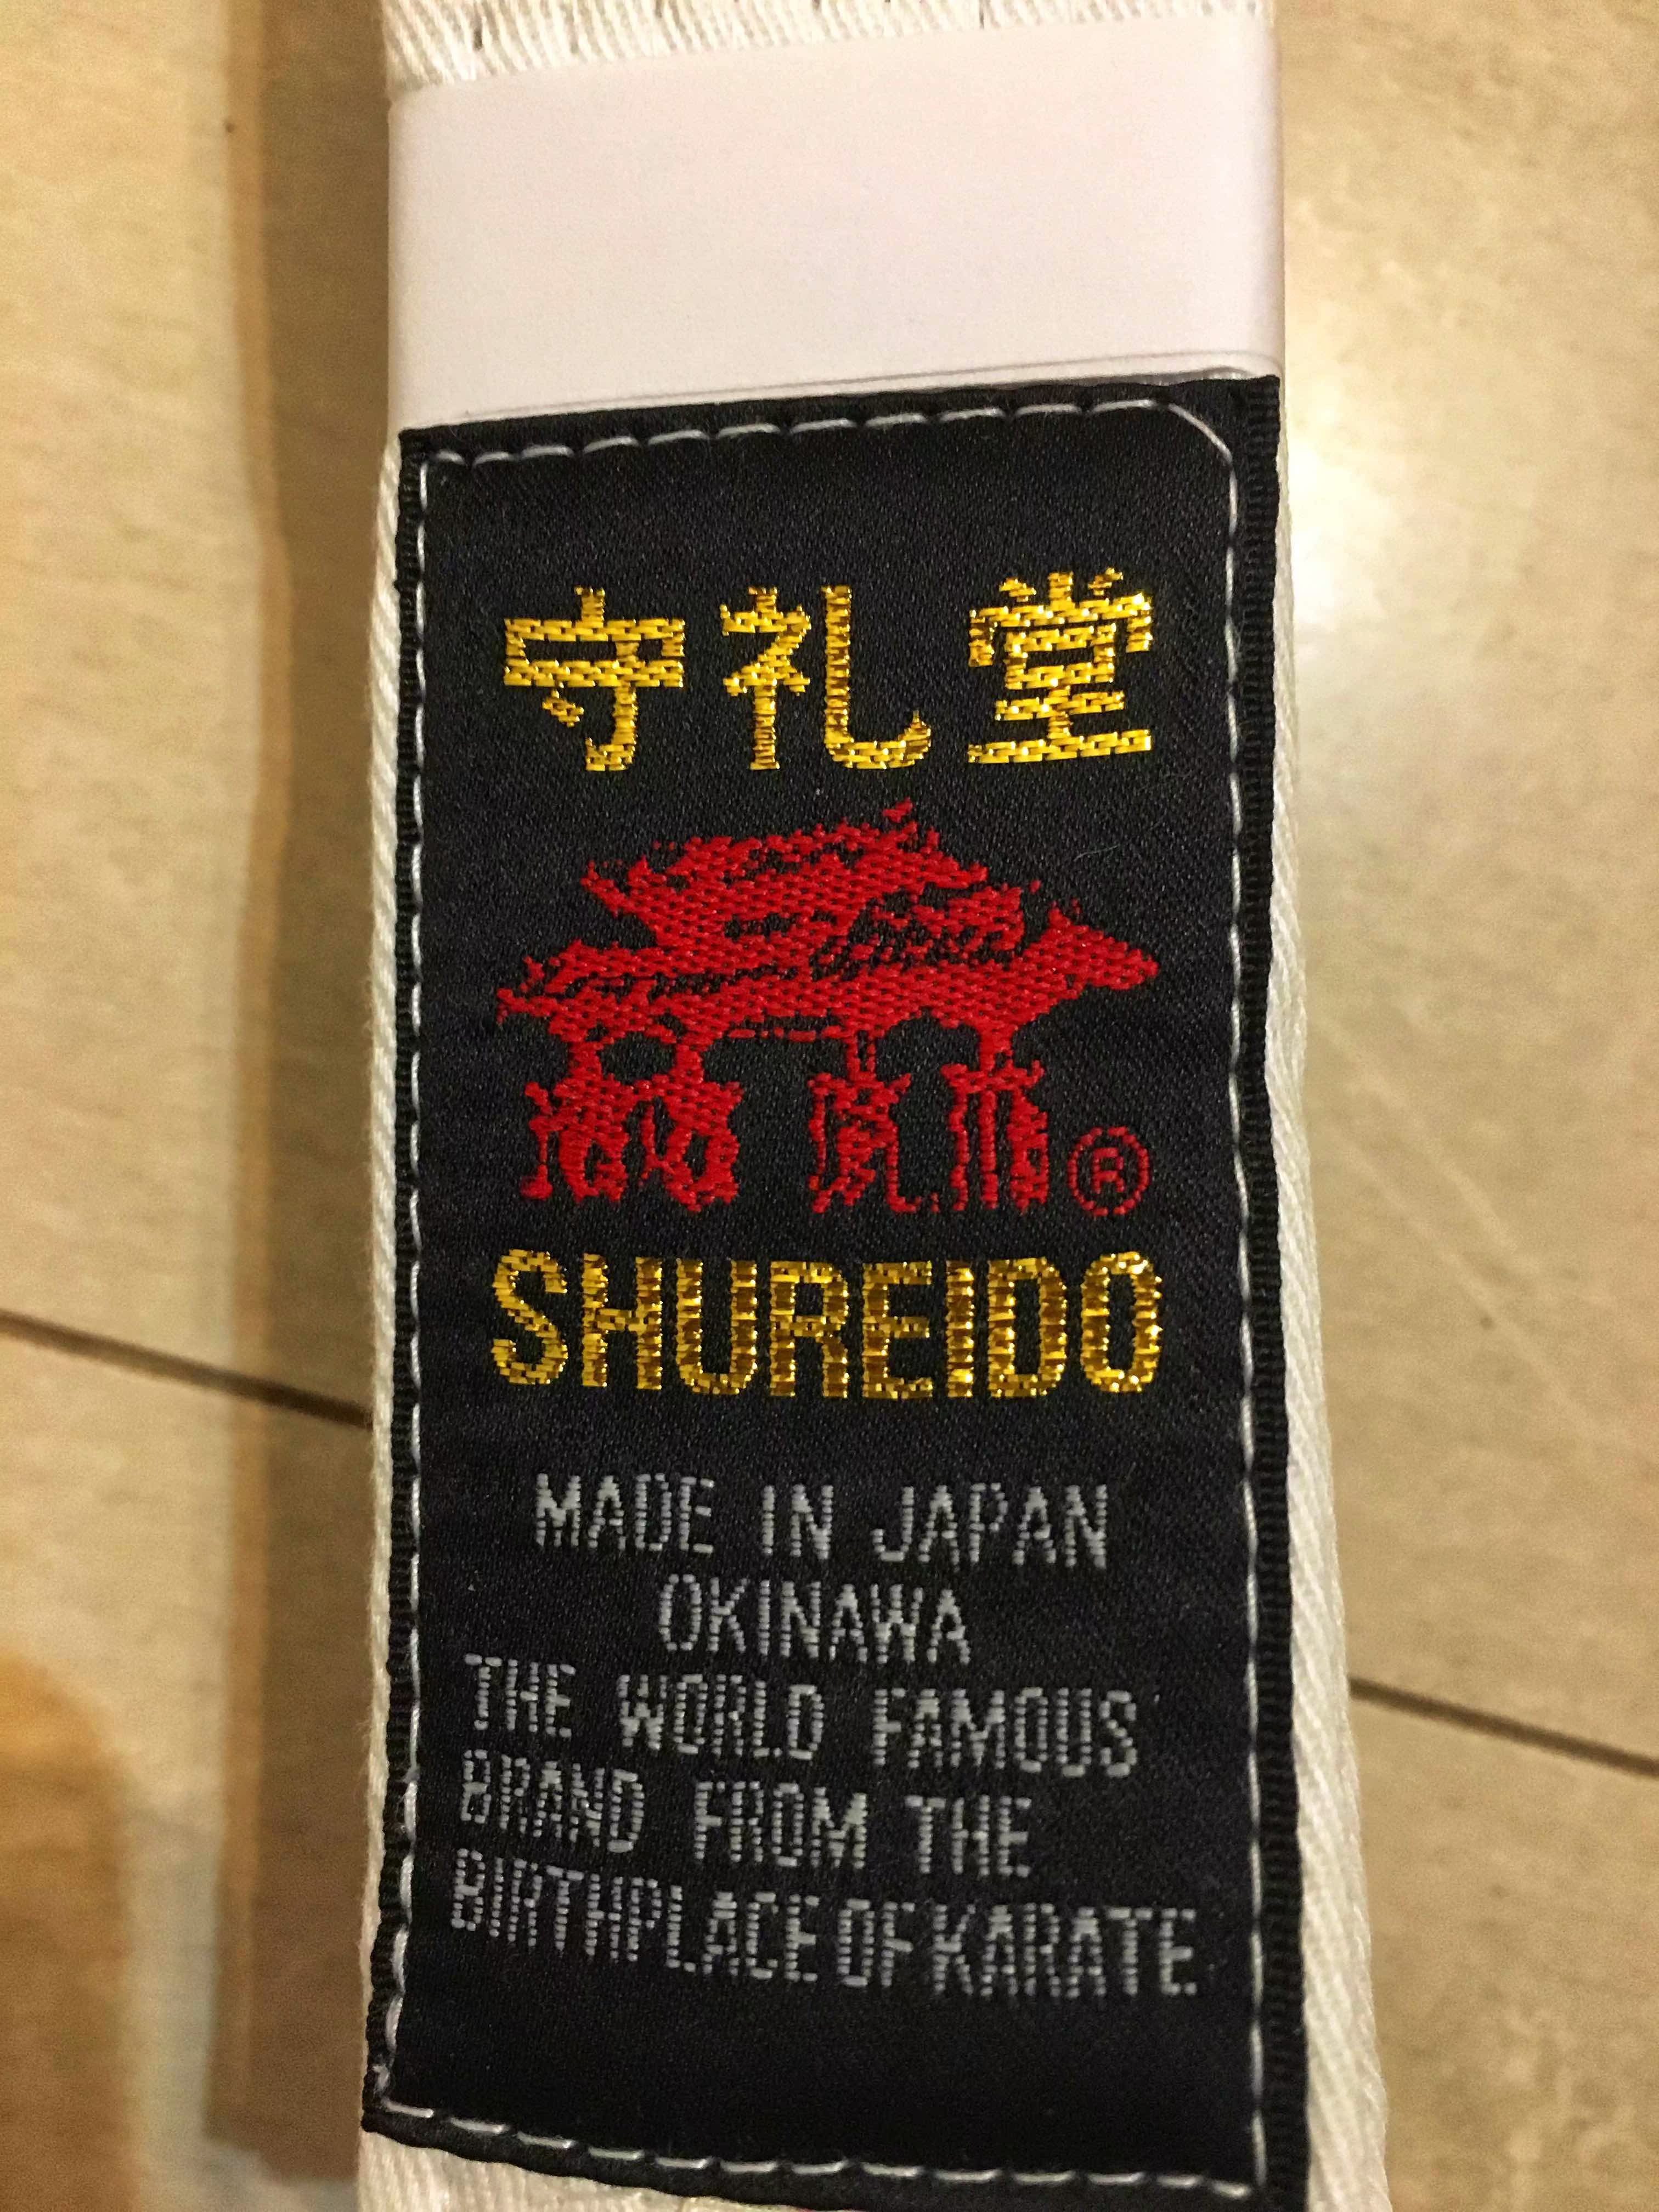 守礼堂
®
SHUREIDO
MADE IN JAPAN
OKINAWA
THE WORLD FAMOUS
BRAND FROM THE
BIRTHPLACE OF KARATE